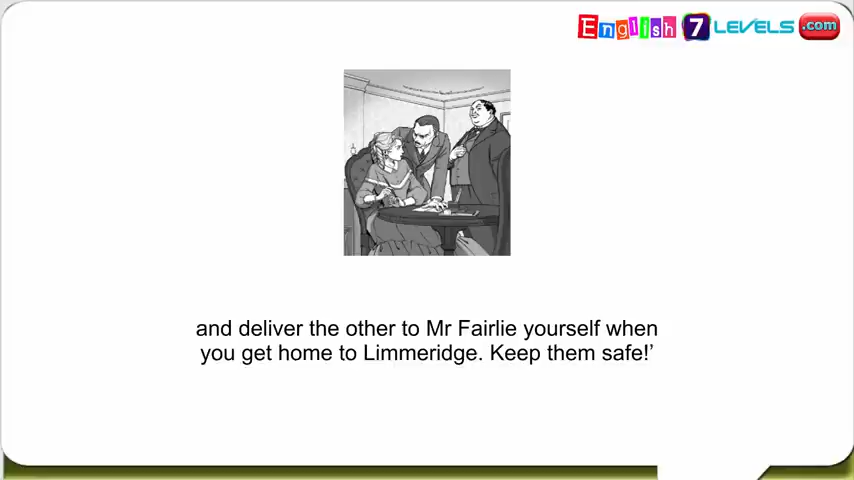 English 7 LEVELS .com
and deliver the other to Mr Fairlie yourself when
you get home to Limmeridge. Keep them safe!’